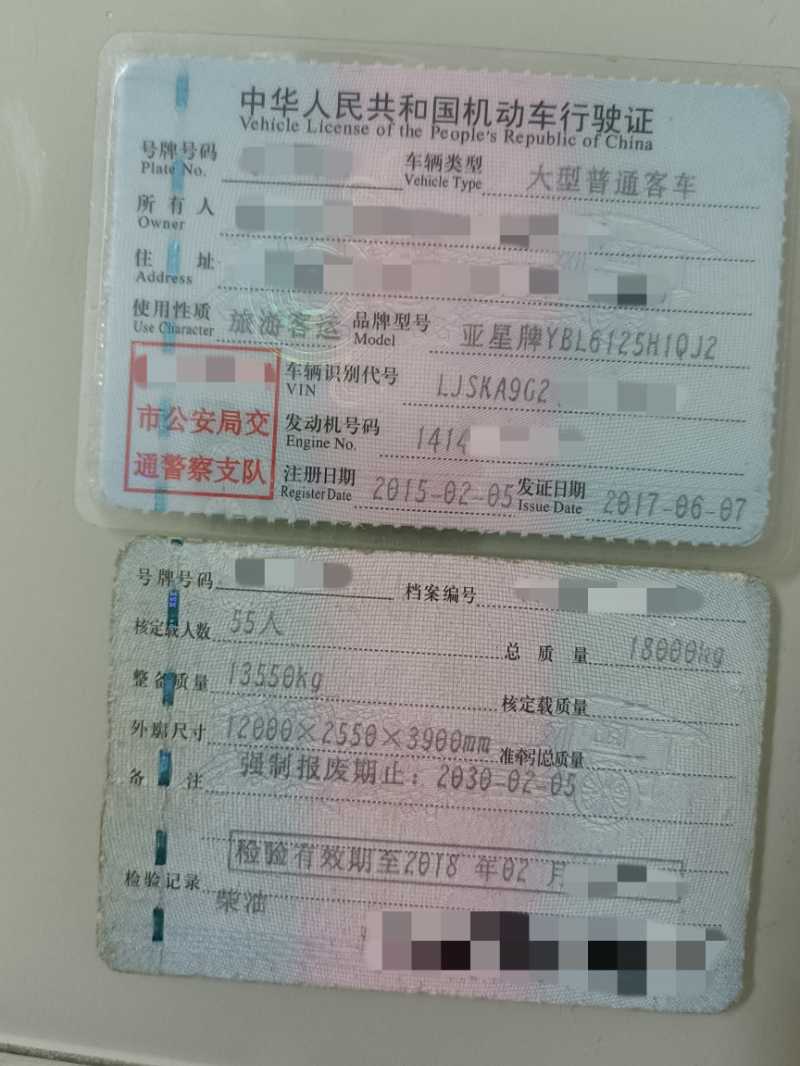 中华人民共和国机动车行驶证
Vehicle License of the People's Republic of China
号牌号码 车辆类型 大型普通客车
Plate No. Vehicle Type
所有人
Owner
住址
Address
使用性质 旅游客运 品牌型号 亚星牌YBL6125H1QJ2
Use Character Model
车辆识别代号 LJSKA9G2
VIN
市公安局交
通警察支队
发动机号码 1414
Engine No.
注册日期 2015-02-05 发证日期 2017-06-07
Register Date Issue Date
号牌号码 档案编号
核定载人数 55人 总质量 18000kg
整备质量 13550kg 核定载质量
外廓尺寸 12000×2550×3900mm 准牵引总质量 --
备注 强制报废期止：2030-02-05
检验有效期至2018年02月
检验记录
柴油